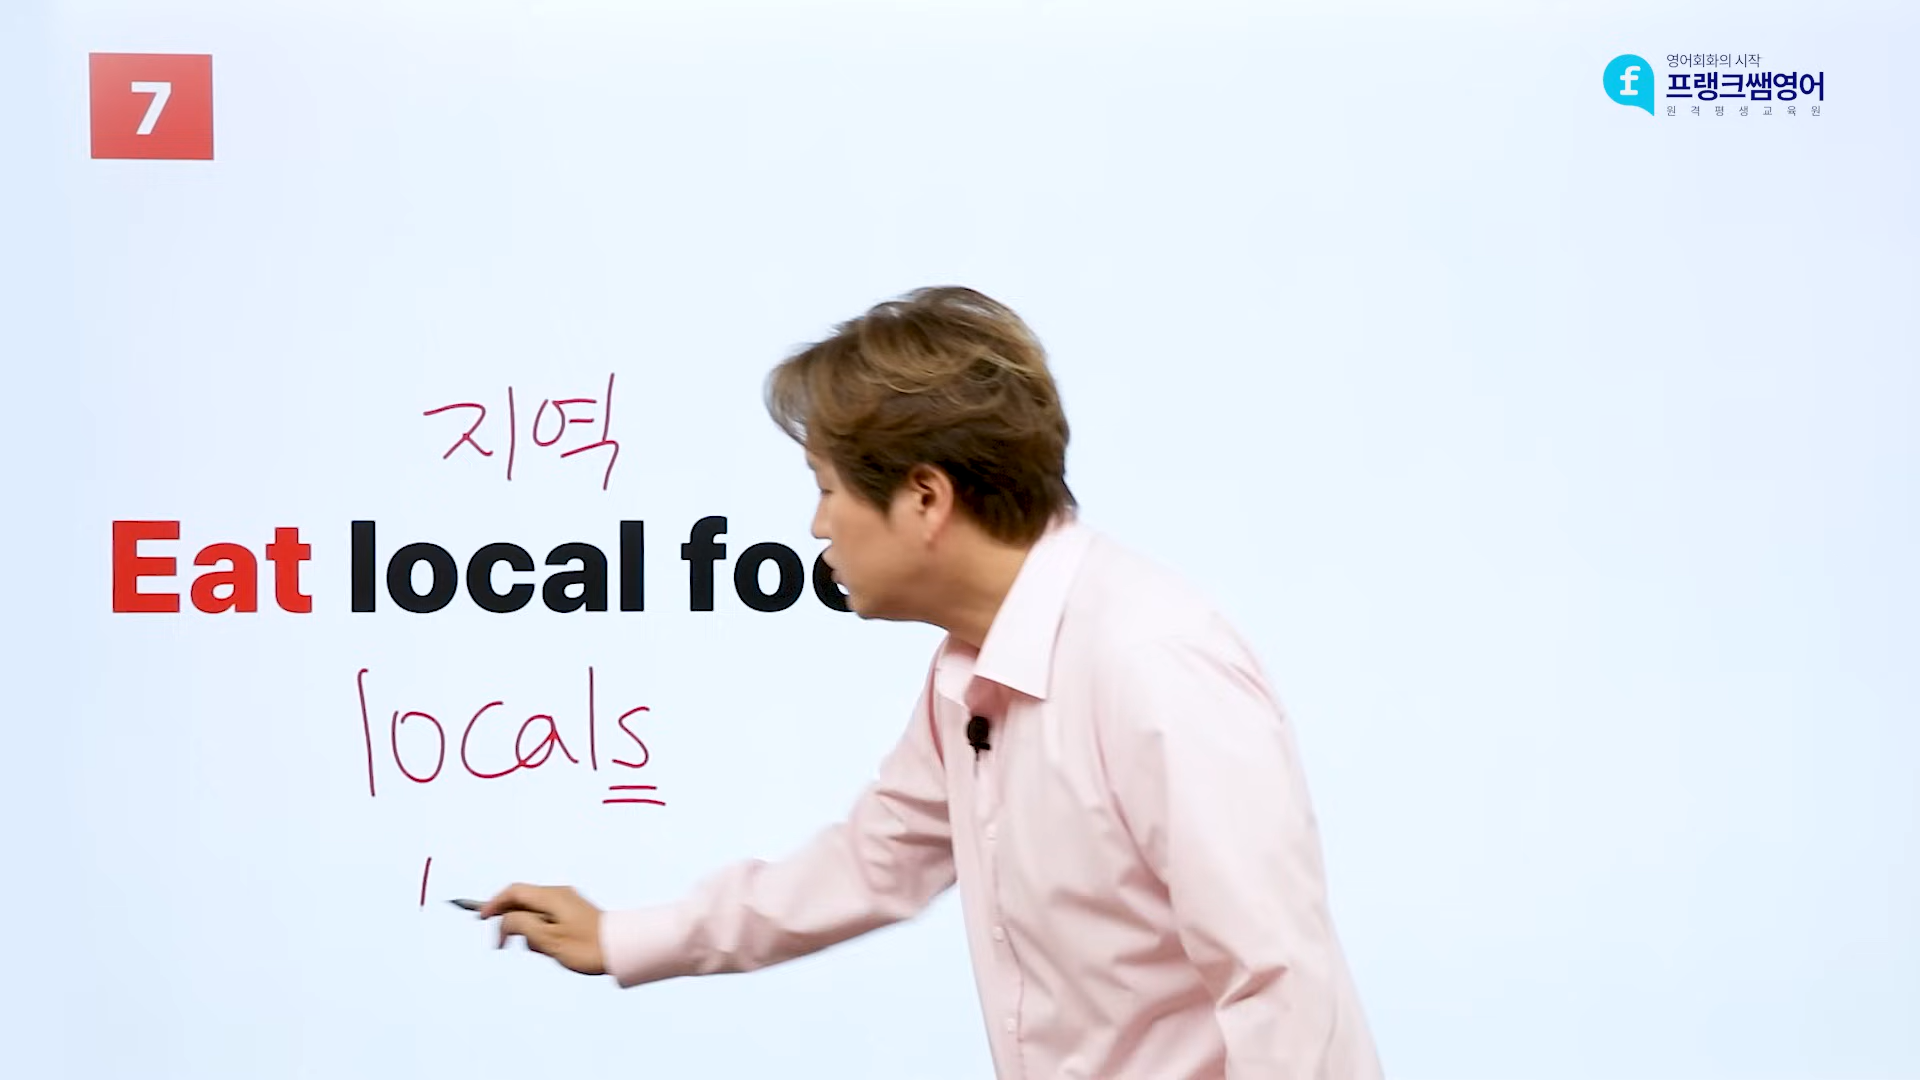 7
영어회화의 시작
프랭크쌤영어
원격평생교육원
지역
Eat local foo
locals